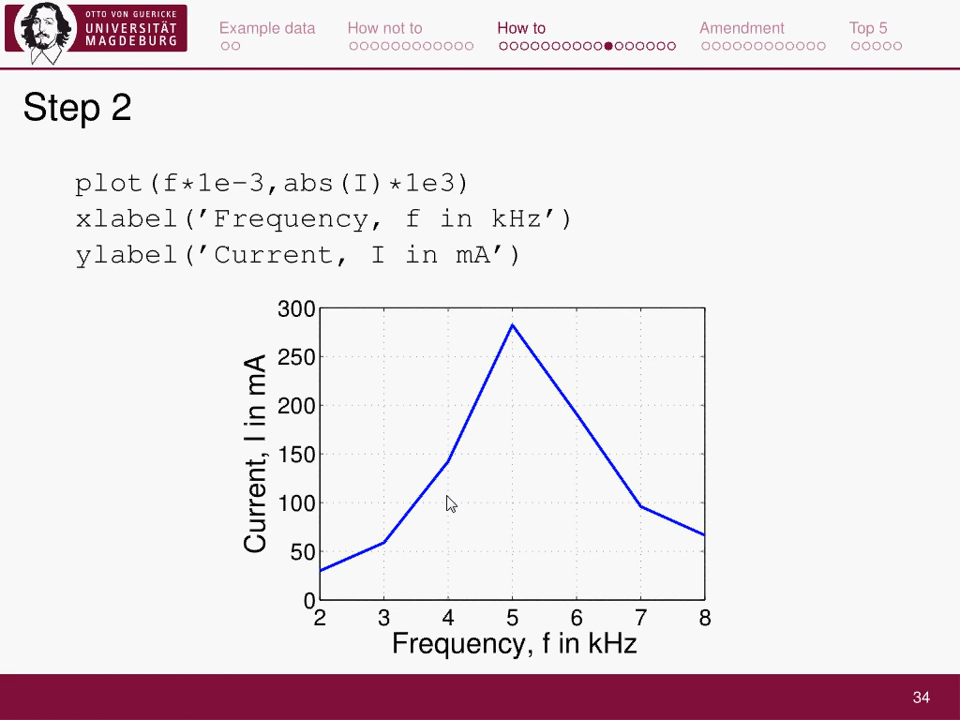 OTTO VON GUERICKE
UNIVERSITÄT
MAGDEBURG
Example data
How not to
How to
Amendment
Top 5
Step 2
plot(f*1e-3,abs(I)*1e3)
xlabel('Frequency, f in kHz')
ylabel('Current, I in mA')
300
250
200
150
100
50
0
Current, I in mA
2 3 4 5 6 7 8
Frequency, f in kHz
34